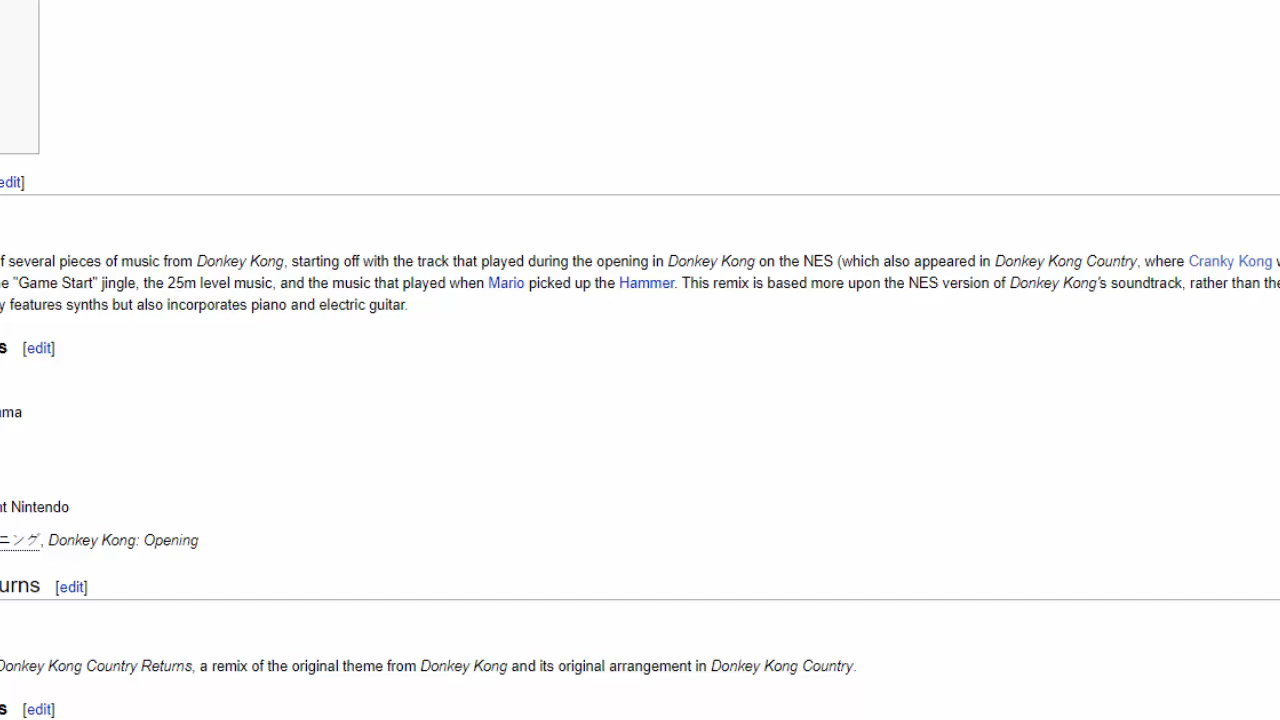 edit]
f several pieces of music from Donkey Kong, starting off with the track that played during the opening in Donkey Kong on the NES (which also appeared in Donkey Kong Country, where Cranky Kong
e "Game Start" jingle, the 25m level music, and the music that played when Mario picked up the Hammer. This remix is based more upon the NES version of Donkey Kong's soundtrack, rather than the
y features synths but also incorporates piano and electric guitar.
s [edit]
ma
nt Nintendo
ニング, Donkey Kong: Opening
urns [edit]
Donkey Kong Country Returns, a remix of the original theme from Donkey Kong and its original arrangement in Donkey Kong Country.
s [edit]